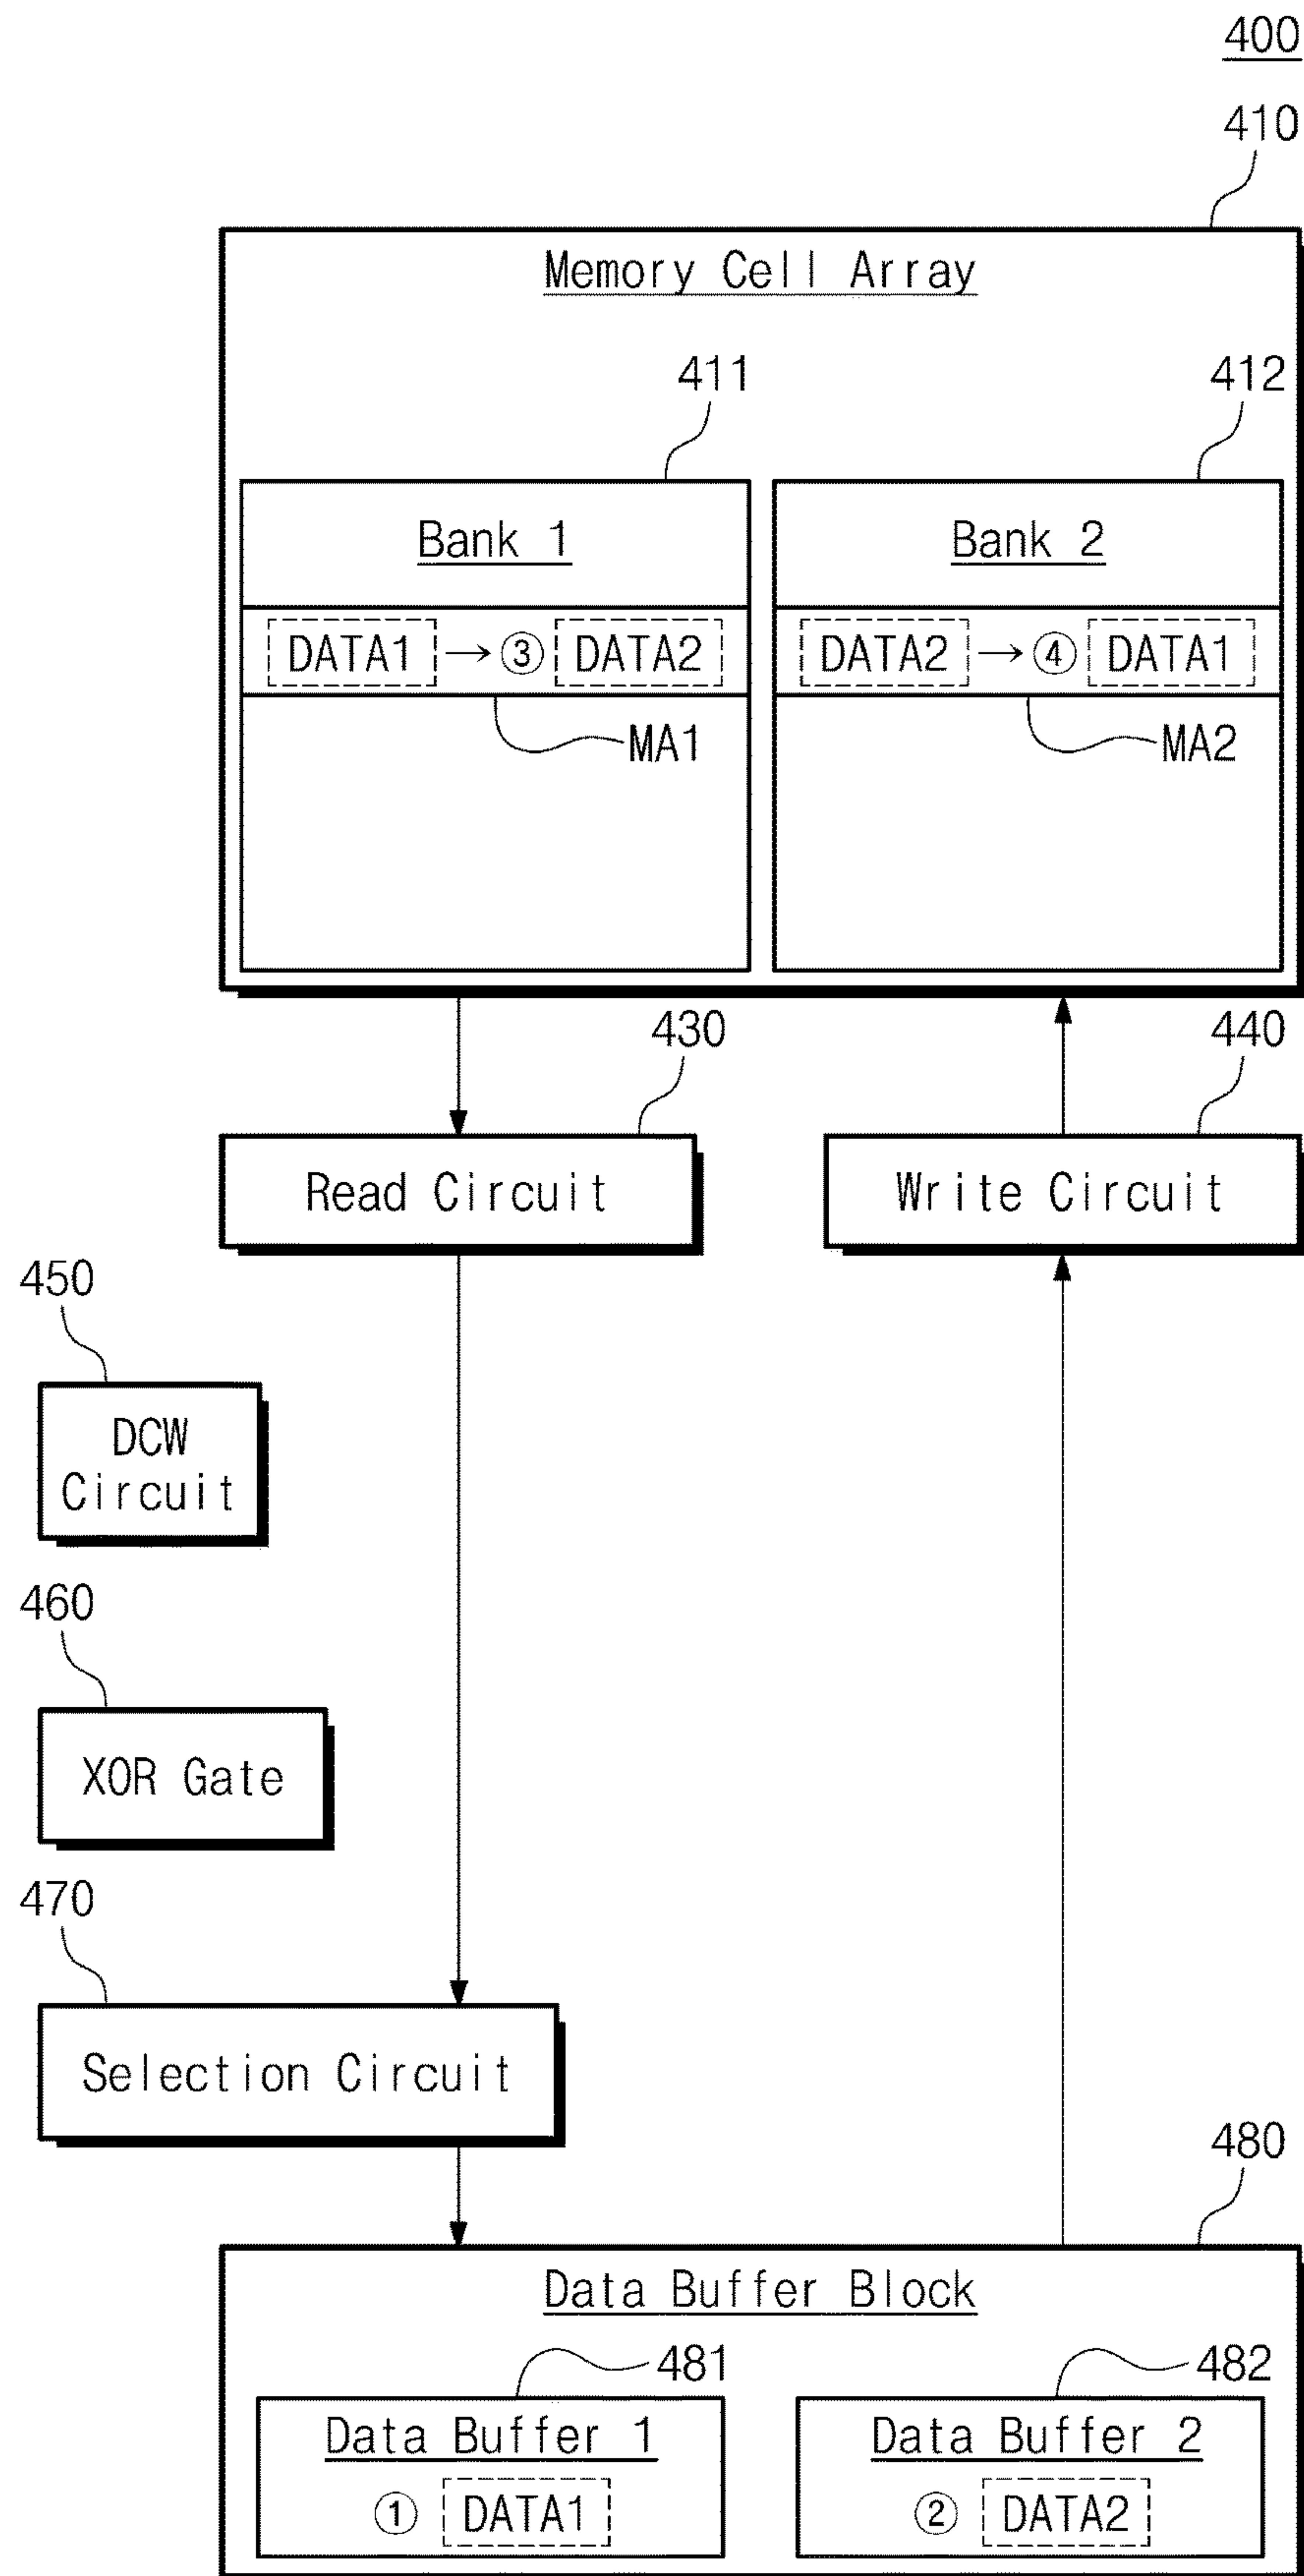 400
410
Memory Cell Array
411
412
Bank 1
Bank 2
DATA1 → ③ DATA2
DATA2 → ④ DATA1
MA1
MA2
430
440
Read Circuit
Write Circuit
450
DCW
Circuit
460
XOR Gate
470
Selection Circuit
480
Data Buffer Block
481
482
Data Buffer 1
Data Buffer 2
① DATA1
② DATA2